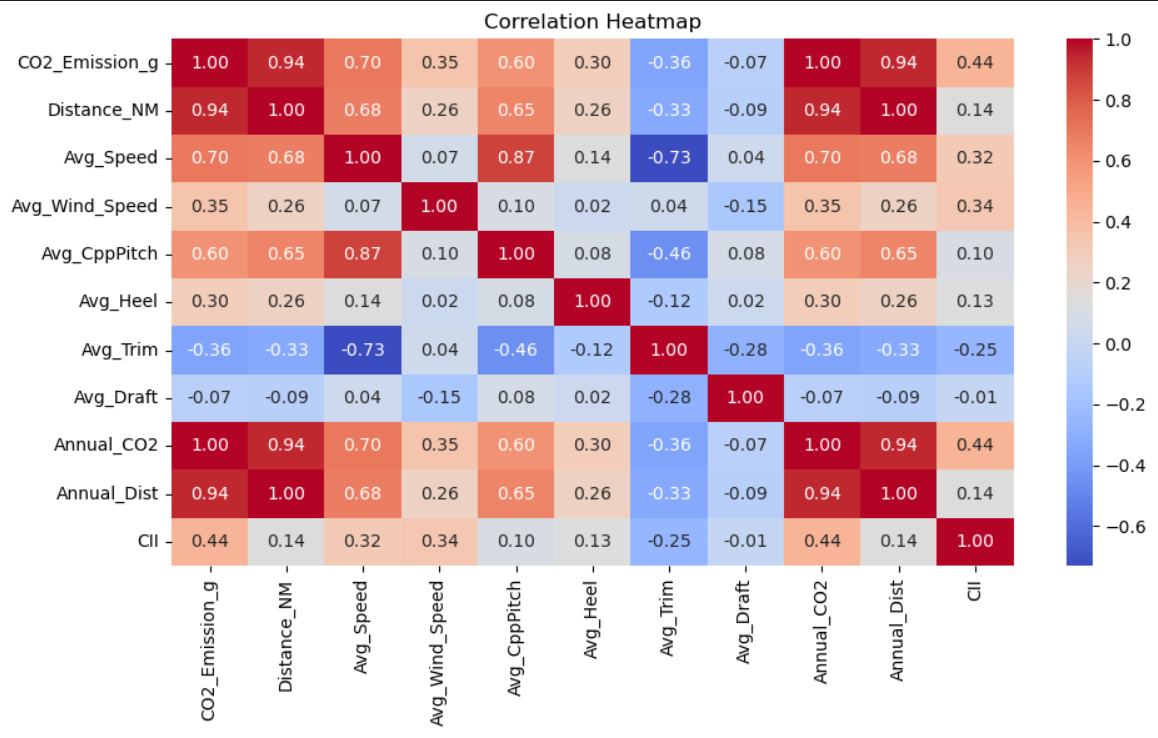 Correlation Heatmap
CO2_Emission_g 1.00 0.94 0.70 0.35 0.60 0.30 -0.36 -0.07 1.00 0.94 0.44
Distance_NM 0.94 1.00 0.68 0.26 0.65 0.26 -0.33 -0.09 0.94 1.00 0.14
Avg_Speed 0.70 0.68 1.00 0.07 0.87 0.14 -0.73 0.04 0.70 0.68 0.32
Avg_Wind_Speed 0.35 0.26 0.07 1.00 0.10 0.02 0.04 -0.15 0.35 0.26 0.34
Avg_CppPitch 0.60 0.65 0.87 0.10 1.00 0.08 -0.46 0.08 0.60 0.65 0.10
Avg_Heel 0.30 0.26 0.14 0.02 0.08 1.00 -0.12 0.02 0.30 0.26 0.13
Avg_Trim -0.36 -0.33 -0.73 0.04 -0.46 -0.12 1.00 -0.28 -0.36 -0.33 -0.25
Avg_Draft -0.07 -0.09 0.04 -0.15 0.08 0.02 -0.28 1.00 -0.07 -0.09 -0.01
Annual_CO2 1.00 0.94 0.70 0.35 0.60 0.30 -0.36 -0.07 1.00 0.94 0.44
Annual_Dist 0.94 1.00 0.68 0.26 0.65 0.26 -0.33 -0.09 0.94 1.00 0.14
CII 0.44 0.14 0.32 0.34 0.10 0.13 -0.25 -0.01 0.44 0.14 1.00
CO2_Emission_g
Distance_NM
Avg_Speed
Avg_Wind_Speed
Avg_CppPitch
Avg_Heel
Avg_Trim
Avg_Draft
Annual_CO2
Annual_Dist
CII
1.0
0.8
0.6
0.4
0.2
0.0
−0.2
−0.4
−0.6